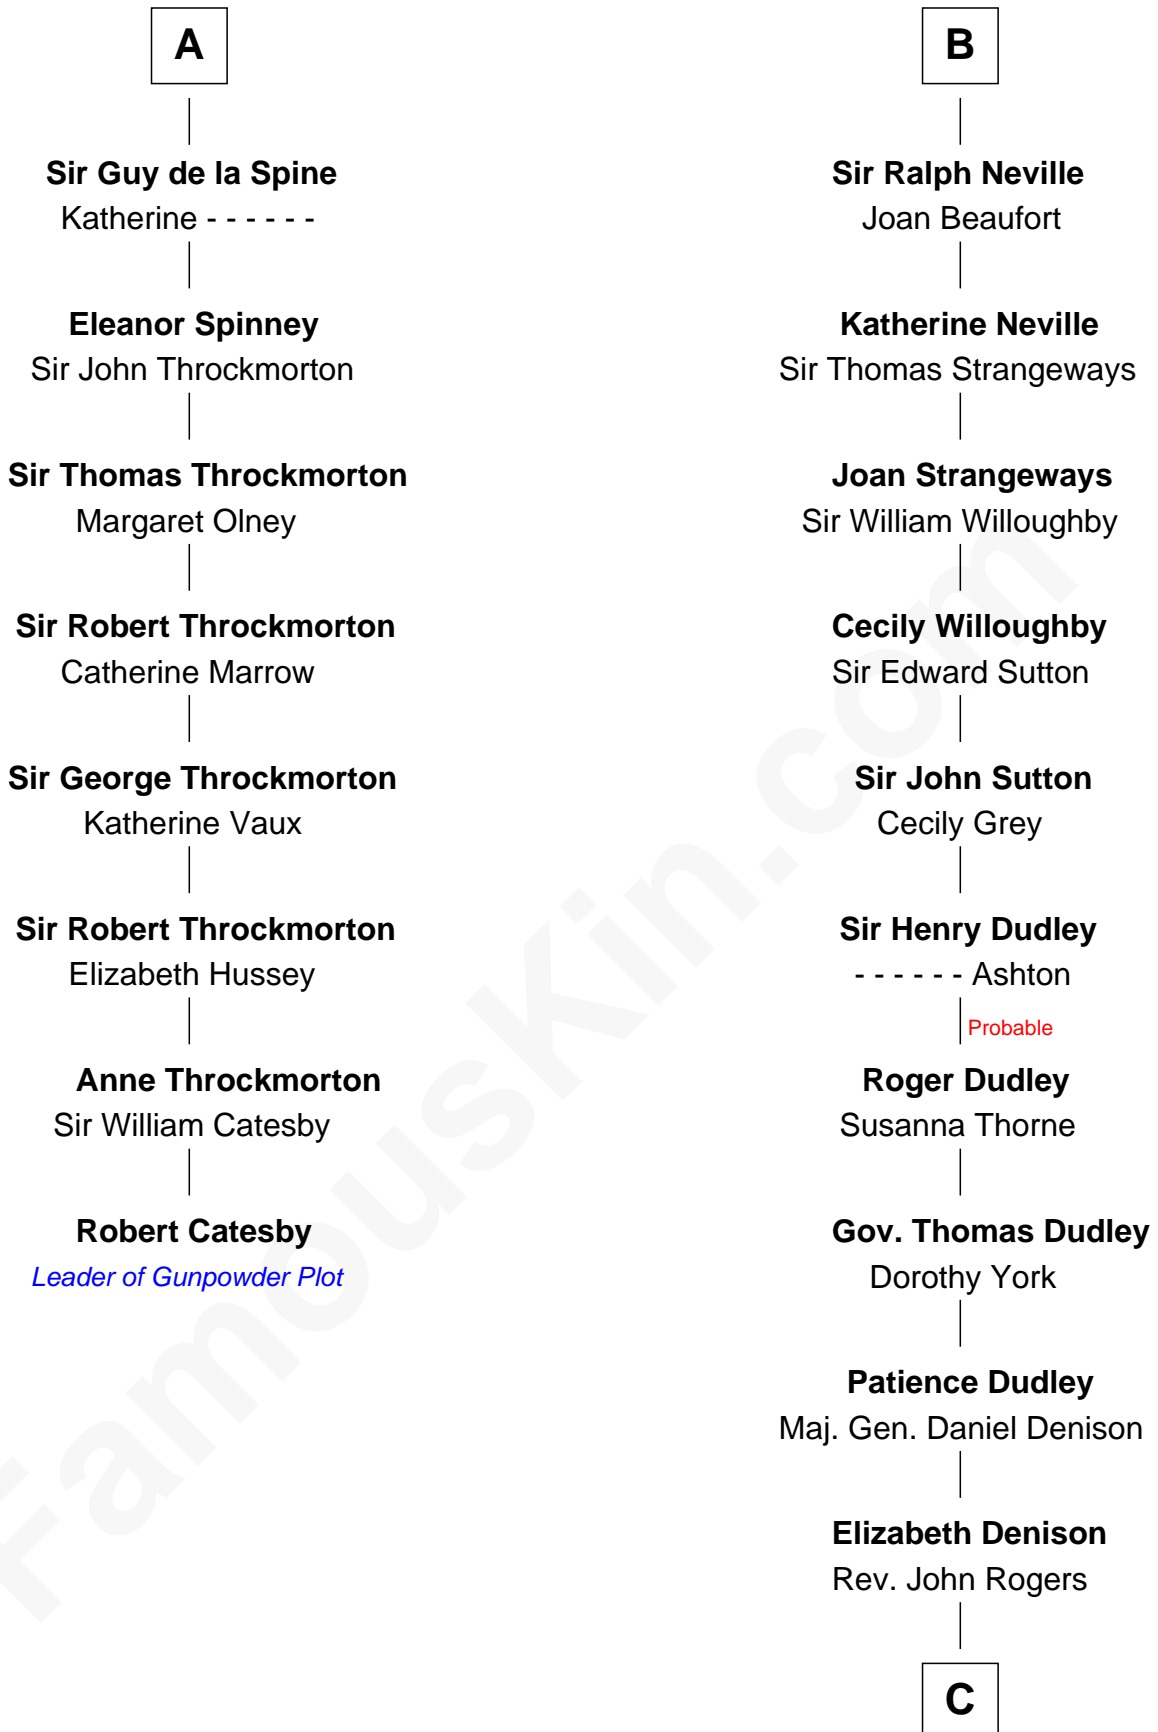 A
Sir Guy de la Spine
Katherine - - - - - -
Eleanor Spinney
Sir John Throckmorton
Sir Thomas Throckmorton
Margaret Olney
Sir Robert Throckmorton
Catherine Marrow
Sir George Throckmorton
Katherine Vaux
Sir Robert Throckmorton
Elizabeth Hussey
Anne Throckmorton
Sir William Catesby
Robert Catesby
Leader of Gunpowder Plot
B
Sir Ralph Neville
Joan Beaufort
Katherine Neville
Sir Thomas Strangeways
Joan Strangeways
Sir William Willoughby
Cecily Willoughby
Sir Edward Sutton
Sir John Sutton
Cecily Grey
Sir Henry Dudley
- - - - - - Ashton
Probable
Roger Dudley
Susanna Thorne
Gov. Thomas Dudley
Dorothy York
Patience Dudley
Maj. Gen. Daniel Denison
Elizabeth Denison
Rev. John Rogers
C
FamousKin.com